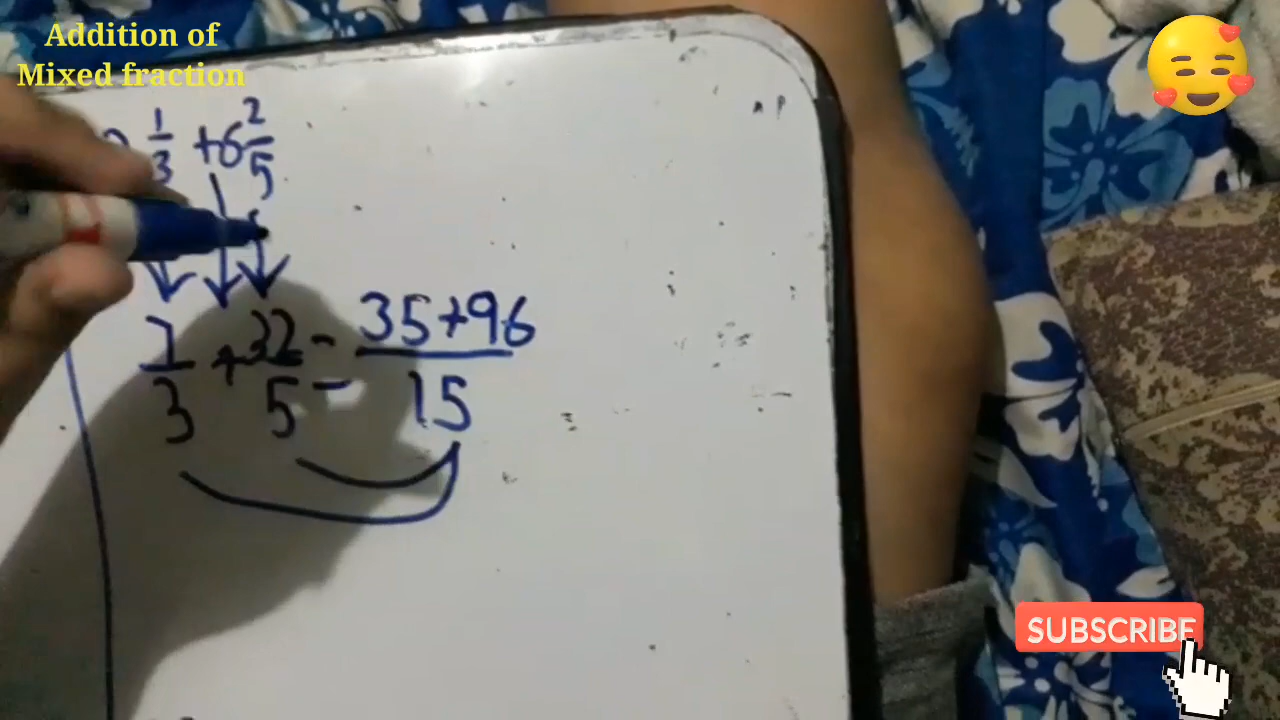 Addition of
Mixed fraction
1/3 + 6 2/5
7/3 + 32/5 = 35+96/15
SUBSCRIBE